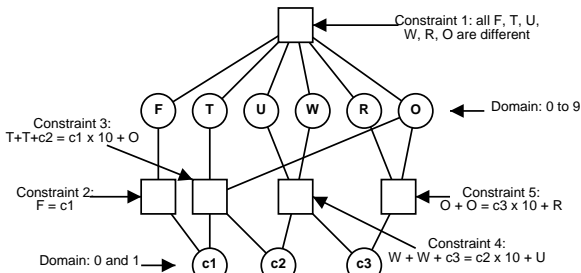 Constraint 1: all F, T, U,
W, R, O are different
F
T
U
W
R
O
Domain: 0 to 9
Constraint 3:
T+T+c2 = c1 x 10 + O
Constraint 2:
F = c1
Constraint 5:
O + O = c3 x 10 + R
Constraint 4:
W + W + c3 = c2 x 10 + U
Domain: 0 and 1
c1
c2
c3